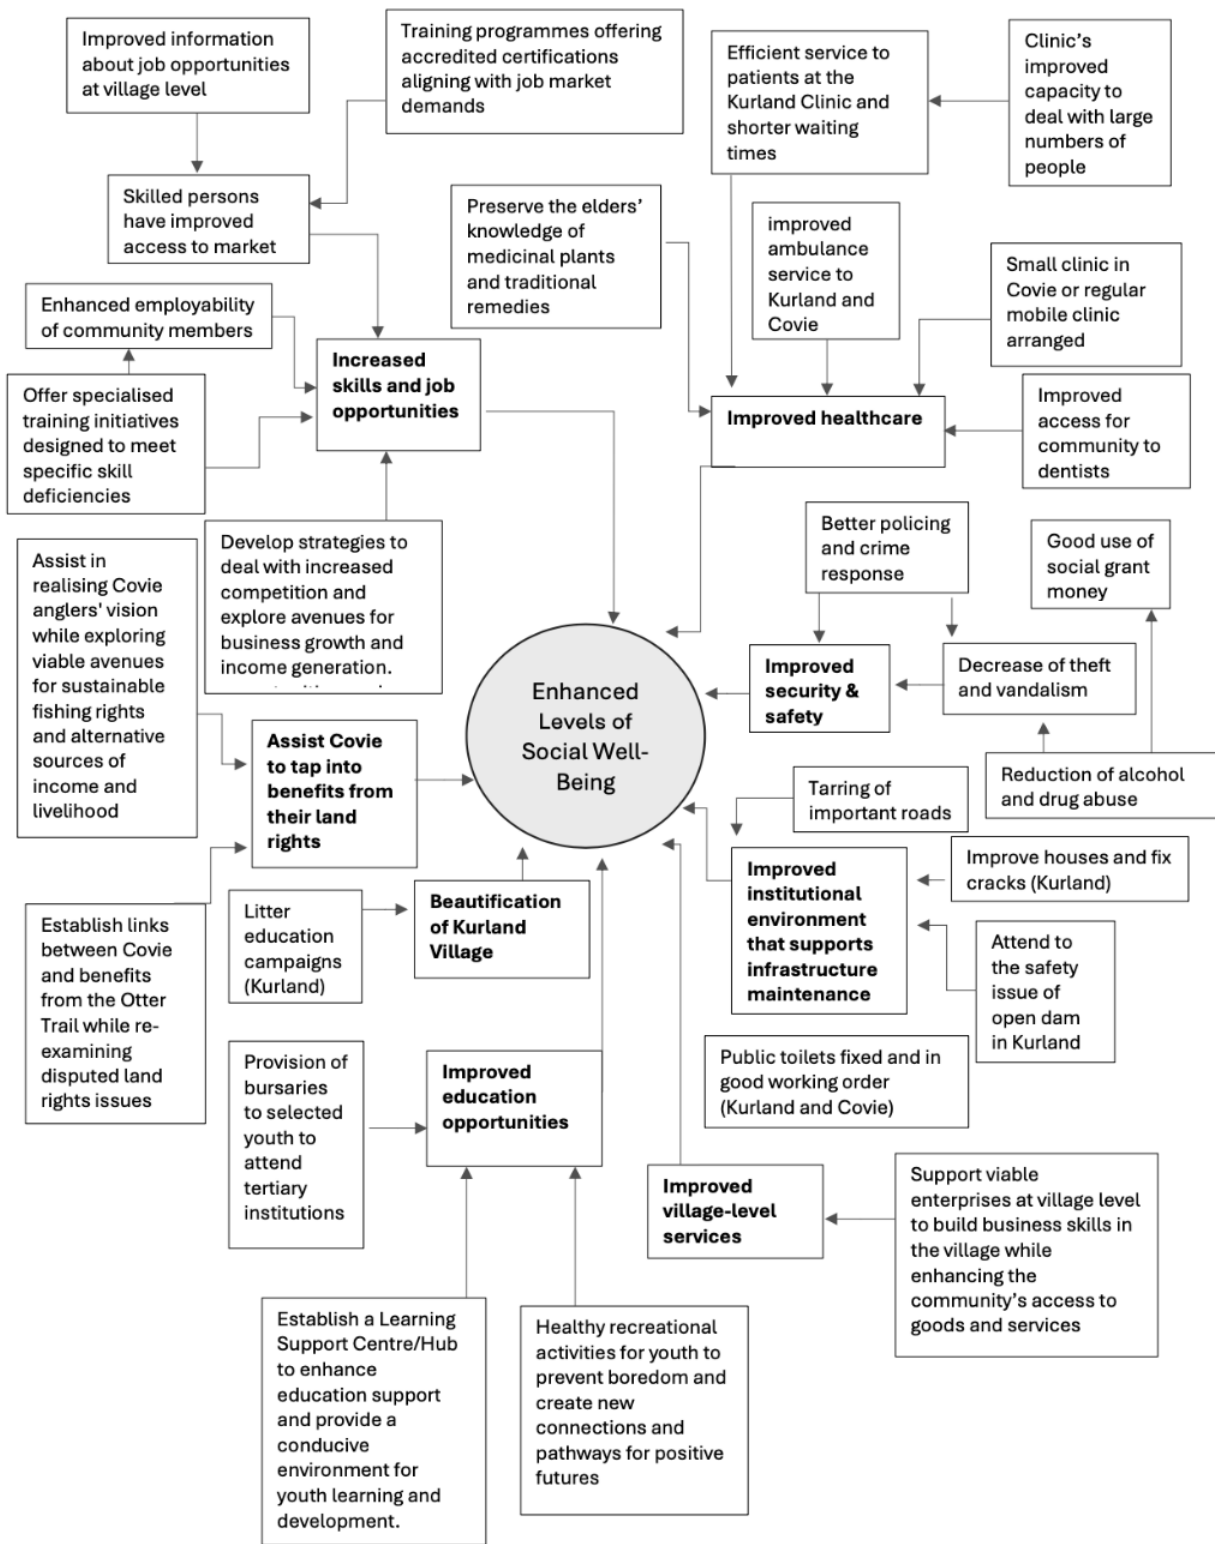 Improved information
about job opportunities
at village level
Training programmes offering
accredited certifications
aligning with job market
demands
Efficient service to
patients at the
Kurland Clinic and
shorter waiting
times
Clinic’s
improved
capacity to
deal with large
numbers of
people
Skilled persons
have improved
access to market
Preserve the elders’
knowledge of
medicinal plants
and traditional
remedies
improved
ambulance
service to
Kurland and
Covie
Small clinic in
Covie or regular
mobile clinic
arranged
Enhanced employability
of community members
Increased
skills and job
opportunities
Offer specialised
training initiatives
designed to meet
specific skill
deficiencies
Improved healthcare
Improved
access for
community to
dentists
Develop strategies to
deal with increased
competition and
explore avenues for
business growth and
income generation.
Better policing
and crime
response
Good use of
social grant
money
Assist in
realising Covie
anglers' vision
while exploring
viable avenues
for sustainable
fishing rights
and alternative
sources of
income and
livelihood
Enhanced
Levels of
Social Well-
Being
Improved
security &
safety
Decrease of theft
and vandalism
Assist Covie
to tap into
benefits from
their land
rights
Reduction of alcohol
and drug abuse
Tarring of
important roads
Improved
institutional
environment
that supports
infrastructure
maintenance
Improve houses and fix
cracks (Kurland)
Establish links
between Covie
and benefits
from the Otter
Trail while re-
examining
disputed land
rights issues
Litter
education
campaigns
(Kurland)
Beautification
of Kurland
Village
Attend to
the safety
issue of
open dam
in Kurland
Provision of
bursaries
to selected
youth to
attend
tertiary
institutions
Improved
education
opportunities
Public toilets fixed and in
good working order
(Kurland and Covie)
Improved
village-level
services
Support viable
enterprises at village level
to build business skills in
the village while
enhancing the
community’s access to
goods and services
Establish a Learning
Support Centre/Hub
to enhance
education support
and provide a
conducive
environment for
youth learning and
development.
Healthy recreational
activities for youth to
prevent boredom and
create new
connections and
pathways for positive
futures